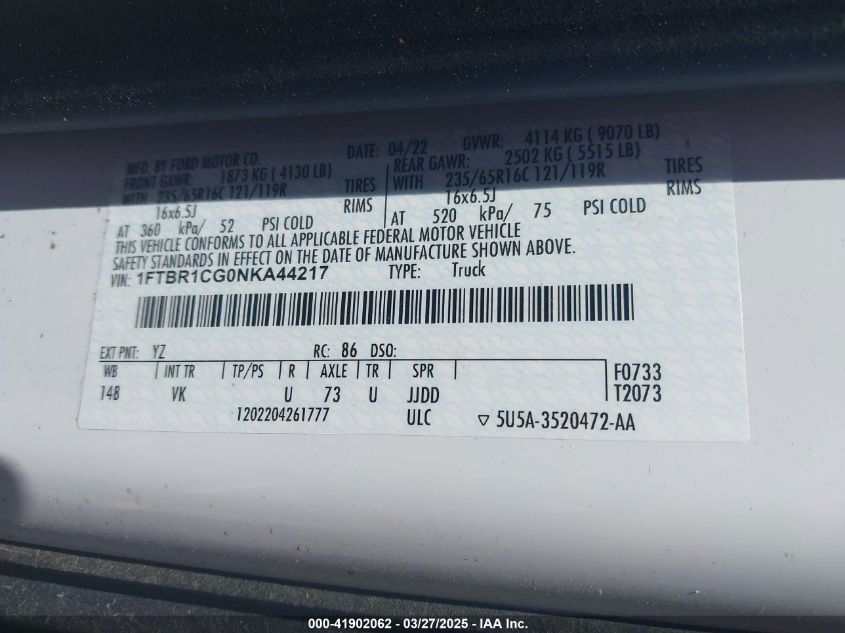 MFD. BY FORD MOTOR CO.
DATE: 04/22 GVWR: 4114 KG ( 9070 LB)
FRONT GAWR: 1873 KG ( 4130 LB) REAR GAWR: 2502 KG ( 5515 LB)
WITH 235/65R16C 121/119R TIRES WITH 235/65R16C 121/119R TIRES
16x6.5J RIMS 16x6.5J RIMS
AT 360 kPa/ 52 PSI COLD AT 520 kPa/ 75 PSI COLD
THIS VEHICLE CONFORMS TO ALL APPLICABLE FEDERAL MOTOR VEHICLE
SAFETY STANDARDS IN EFFECT ON THE DATE OF MANUFACTURE SHOWN ABOVE.
VIN: 1FTBR1CG0NKA44217 TYPE: Truck
EXT PNT: YZ RC: 86 DSO:
WB INT TR TP/PS R AXLE TR SPR F0733
148 VK U 73 U JJDD T2073
1202204261777 ULC ▽ 5U5A-3520472-AA
000-41902062 — 03/27/2025 — IAA Inc.